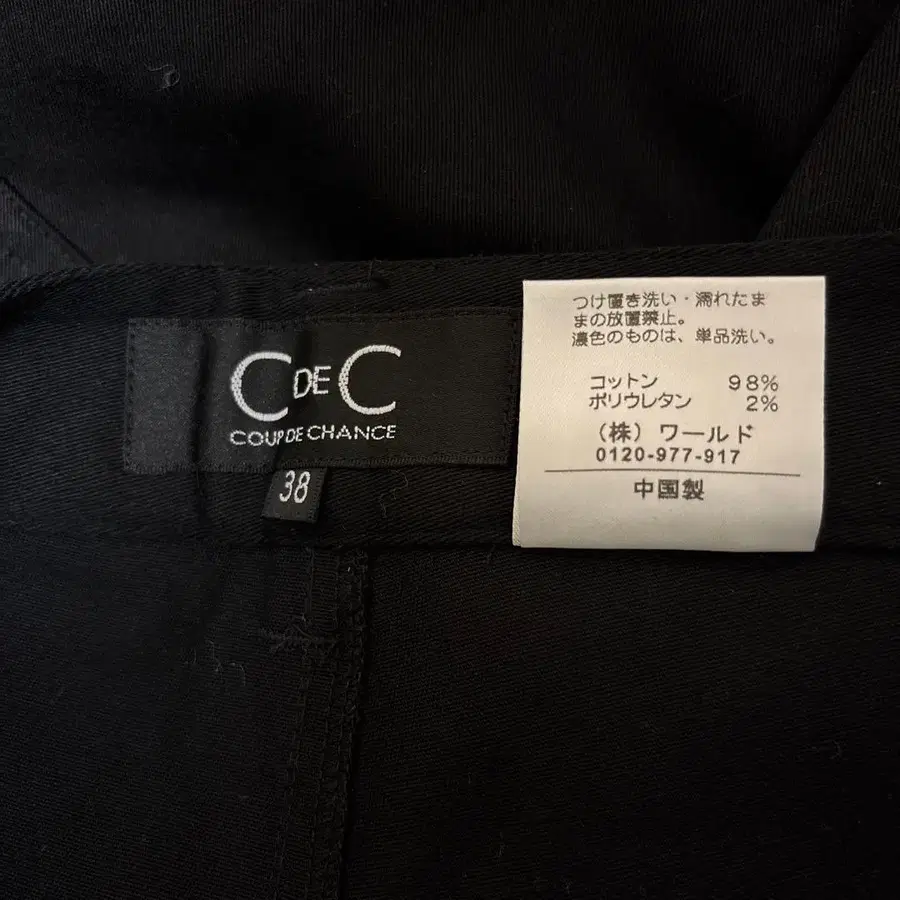 C DE C
COUP DE CHANCE
38
つけ置き洗い・濡れたま
まの放置禁止。
濃色のものは、単品洗い。
コットン 98%
ポリウレタン 2%
(株)ワールド
0120-977-917
中国製